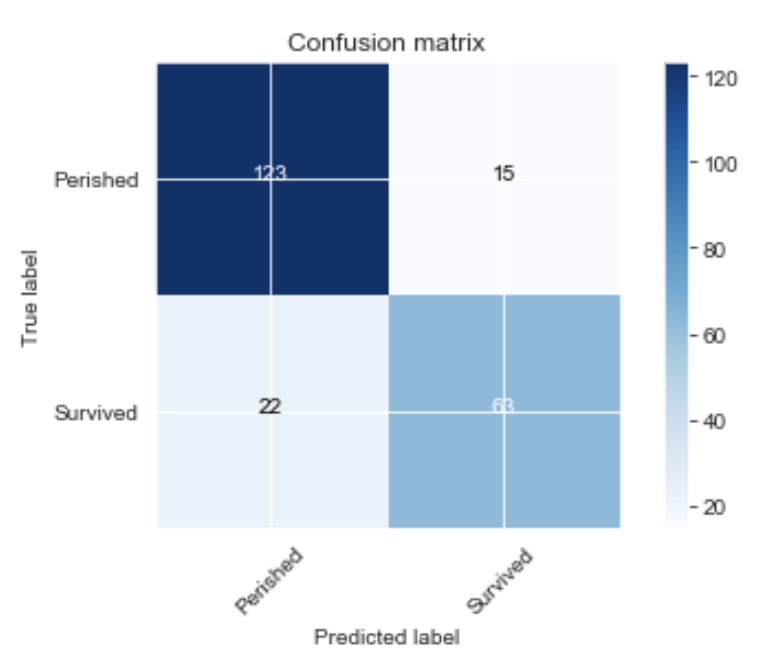 Confusion matrix
True label
Perished
123
15
Survived
22
63
Perished
Survived
Predicted label
120
100
80
60
40
20